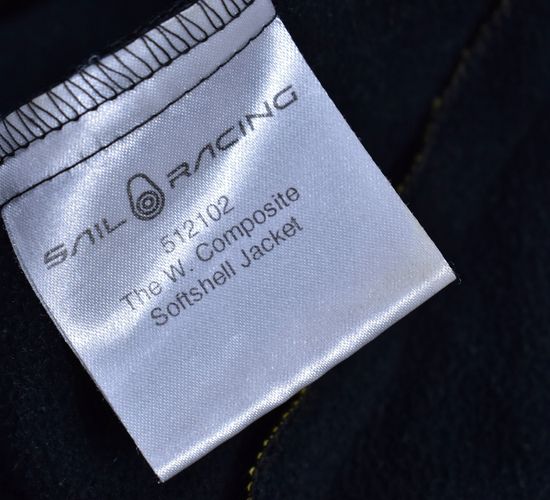 SAIL RACING
512102
The W. Composite
Softshell Jacket